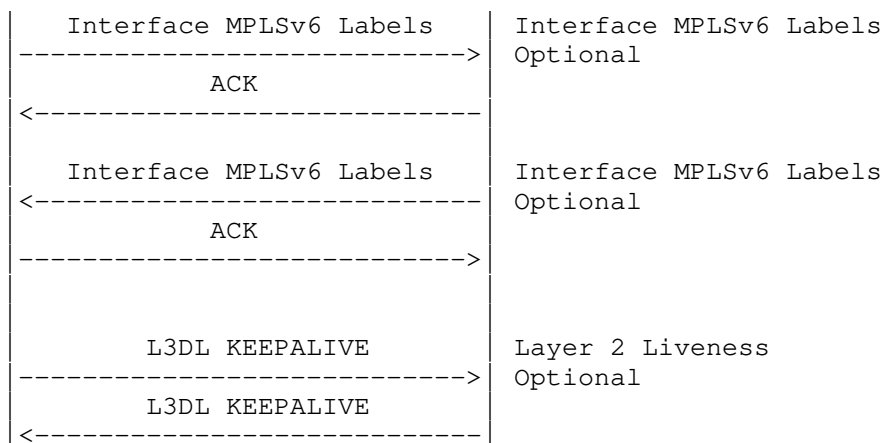 Interface MPLSv6 Labels Interface MPLSv6 Labels
Optional
ACK
Interface MPLSv6 Labels Interface MPLSv6 Labels
Optional
ACK
L3DL KEEPALIVE Layer 2 Liveness
Optional
L3DL KEEPALIVE